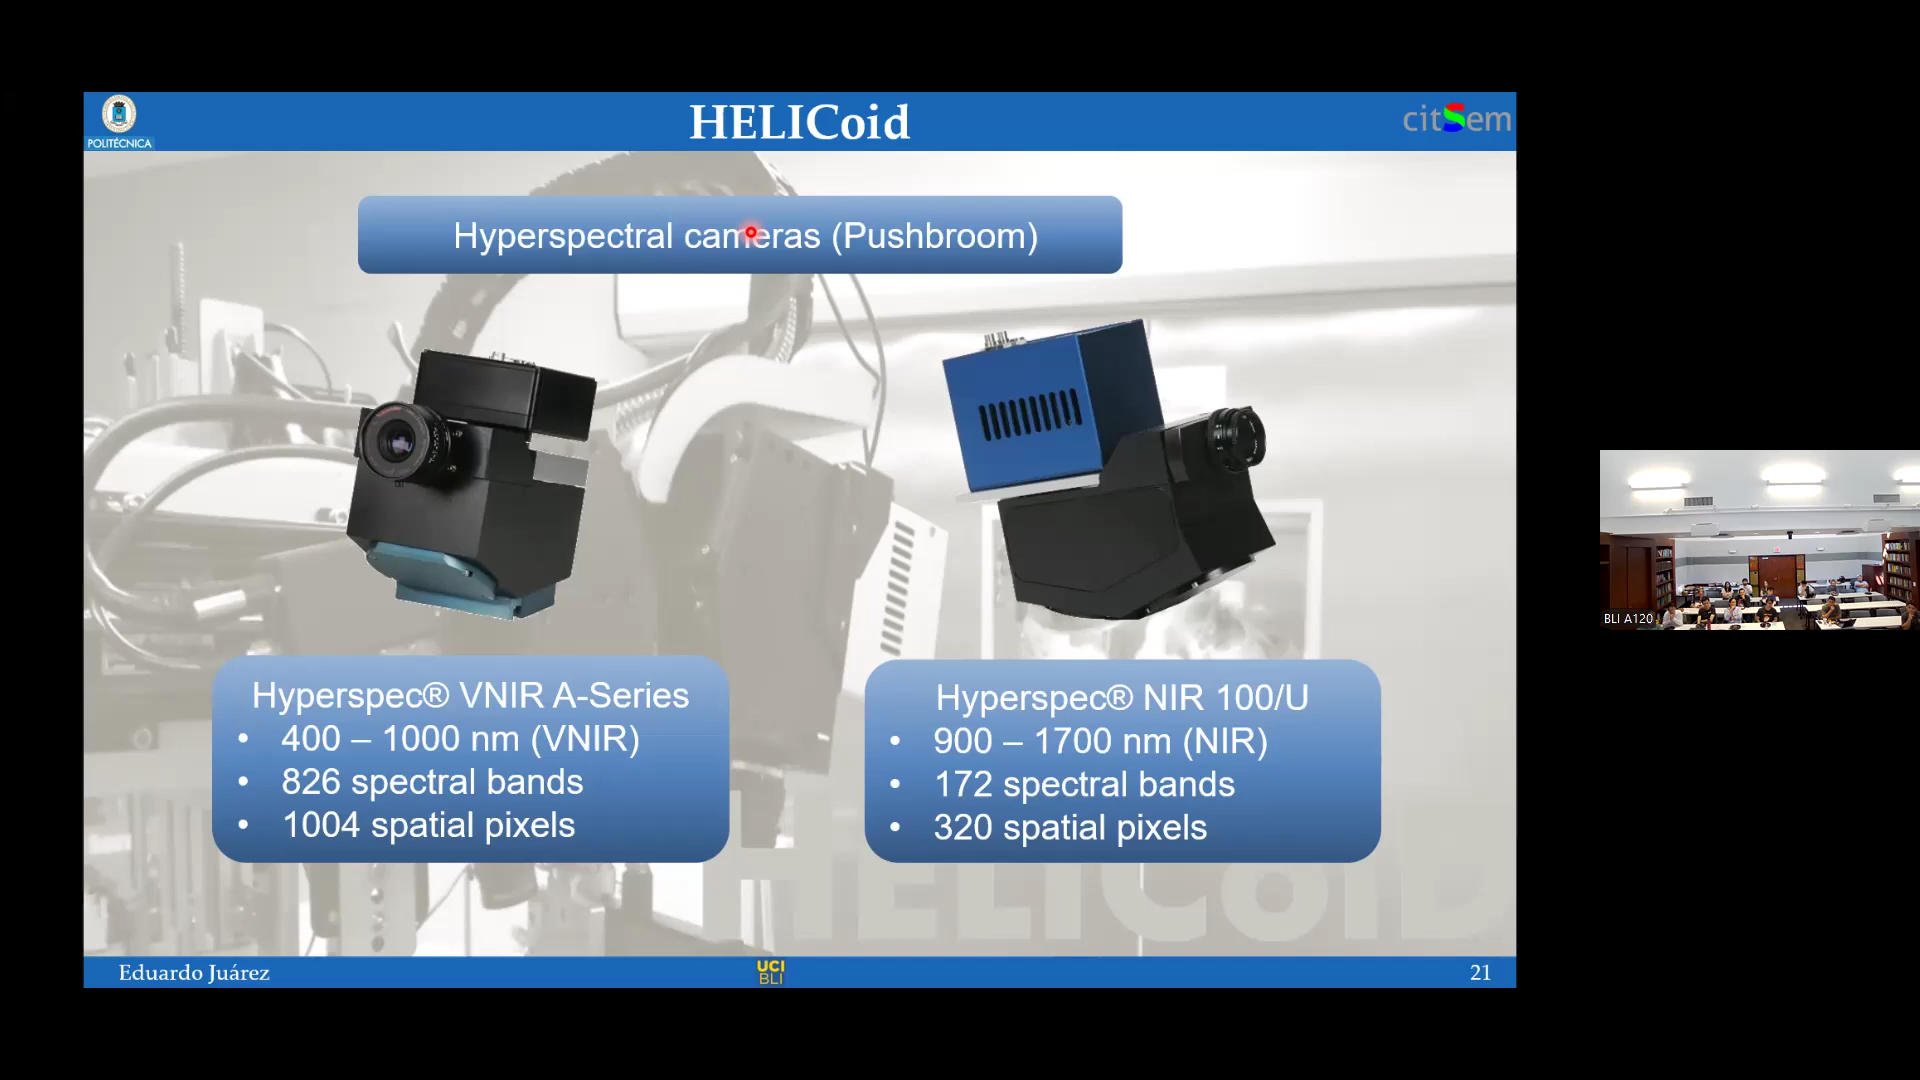 POLITÉCNICA
HELICoid
citSem
Hyperspectral cameras (Pushbroom)
Hyperspec® VNIR A-Series
• 400 – 1000 nm (VNIR)
• 826 spectral bands
• 1004 spatial pixels
Hyperspec® NIR 100/U
• 900 – 1700 nm (NIR)
• 172 spectral bands
• 320 spatial pixels
HELICoiD
Eduardo Juárez
UCI
BLI
21
BLI A120